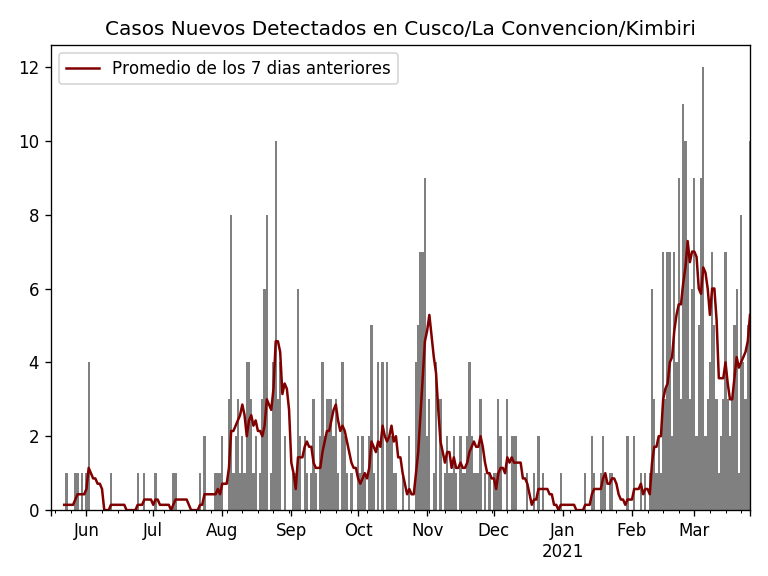 Casos Nuevos Detectados en Cusco/La Convencion/Kimbiri
Promedio de los 7 dias anteriores
12
10
8
6
4
2
0
Jun Jul Aug Sep Oct Nov Dec Jan Feb Mar
2021